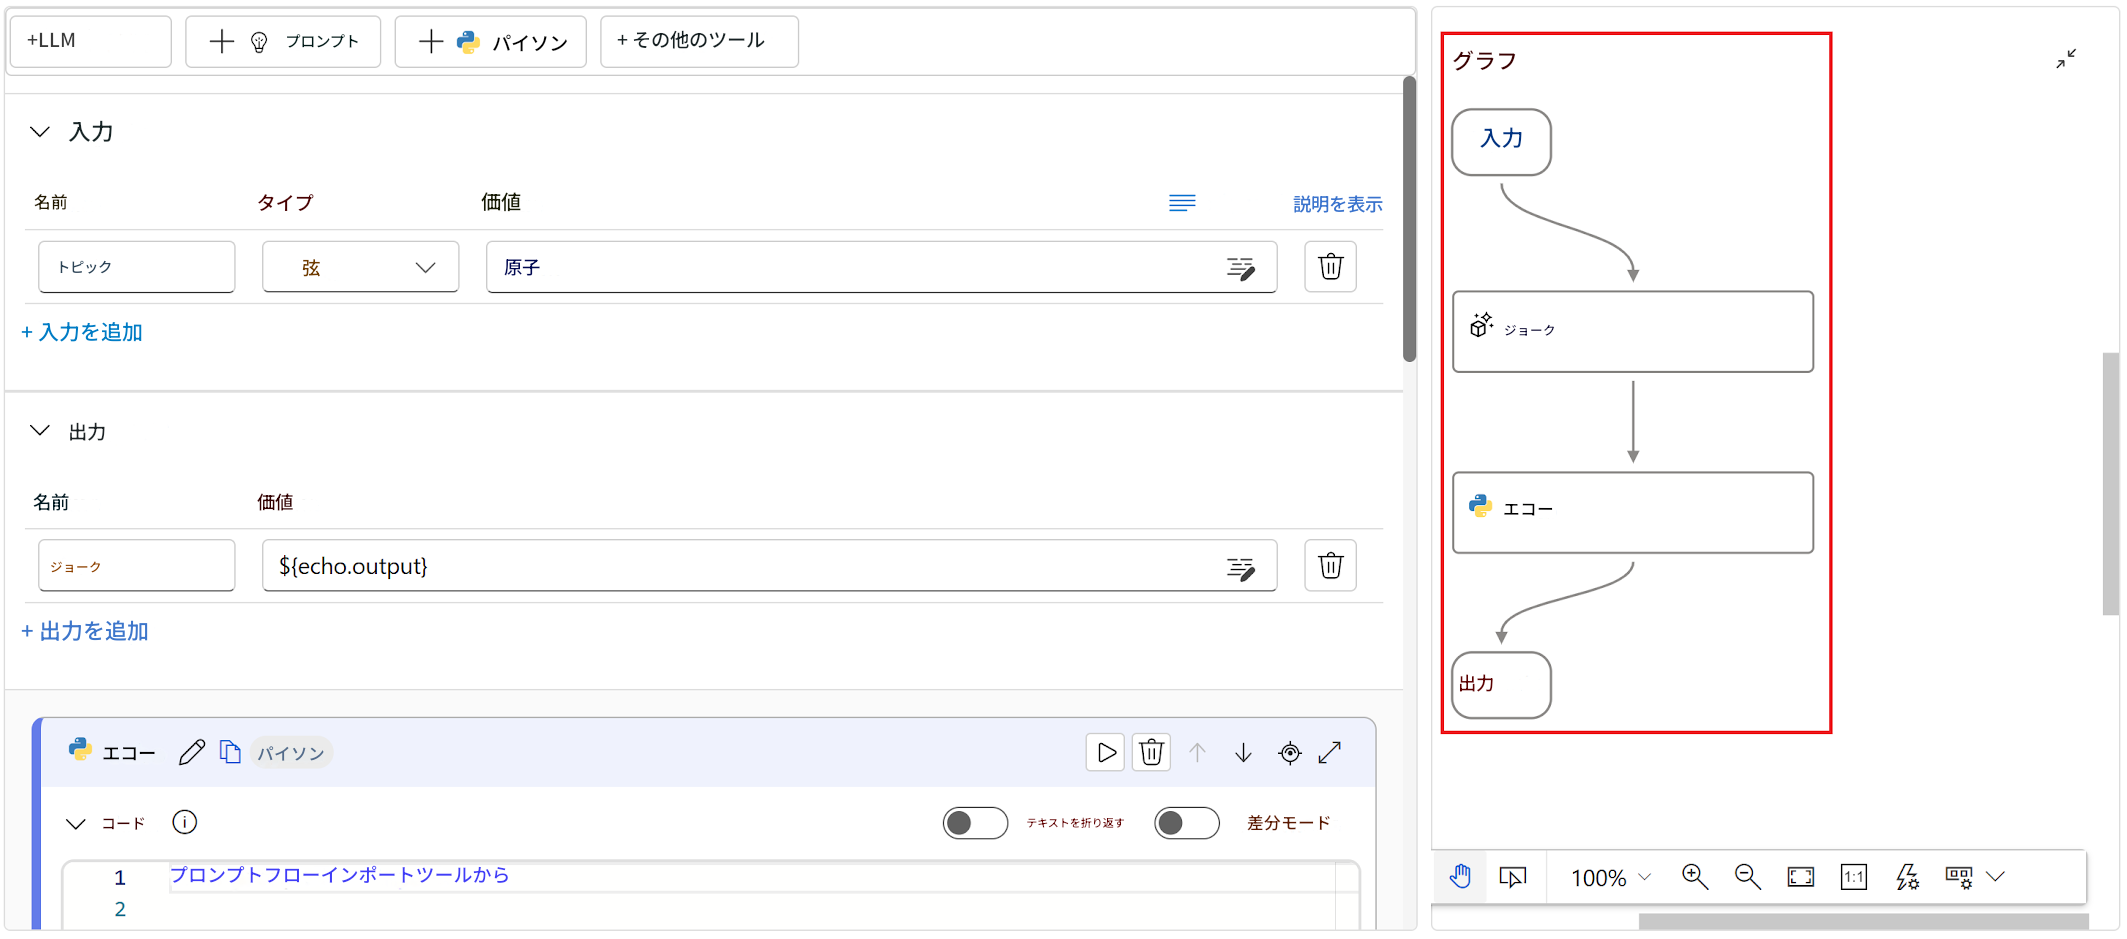 +LLM
プロンプト
パイソン
+ その他のツール
入力
名前
タイプ
価値
説明を表示
トピック
弦
原子
+ 入力を追加
出力
名前
価値
ジョーク
${echo.output}
+ 出力を追加
エコー
パイソン
コード
テキストを折り返す
差分モード
1
プロンプトフローインポートツールから
2
グラフ
入力
ジョーク
エコー
出力
100%
1:1